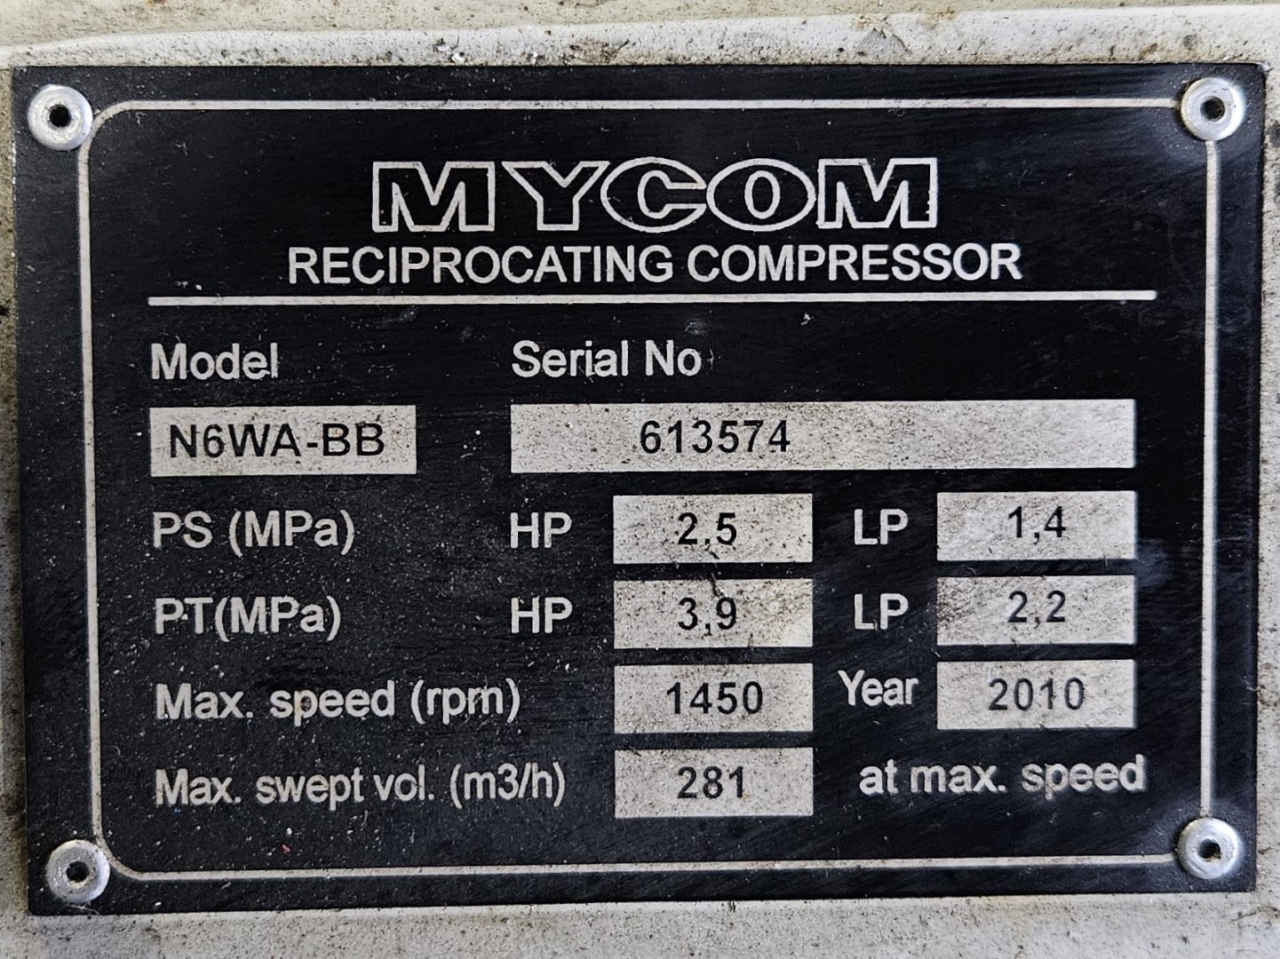 MYCOM
RECIPROCATING COMPRESSOR
Model Serial No
N6WA-BB 613574
PS (MPa) HP 2,5 LP 1,4
PT(MPa) HP 3,9 LP 2,2
Max. speed (rpm) 1450 Year 2010
Max. swept vol. (m3/h) 281 at max. speed